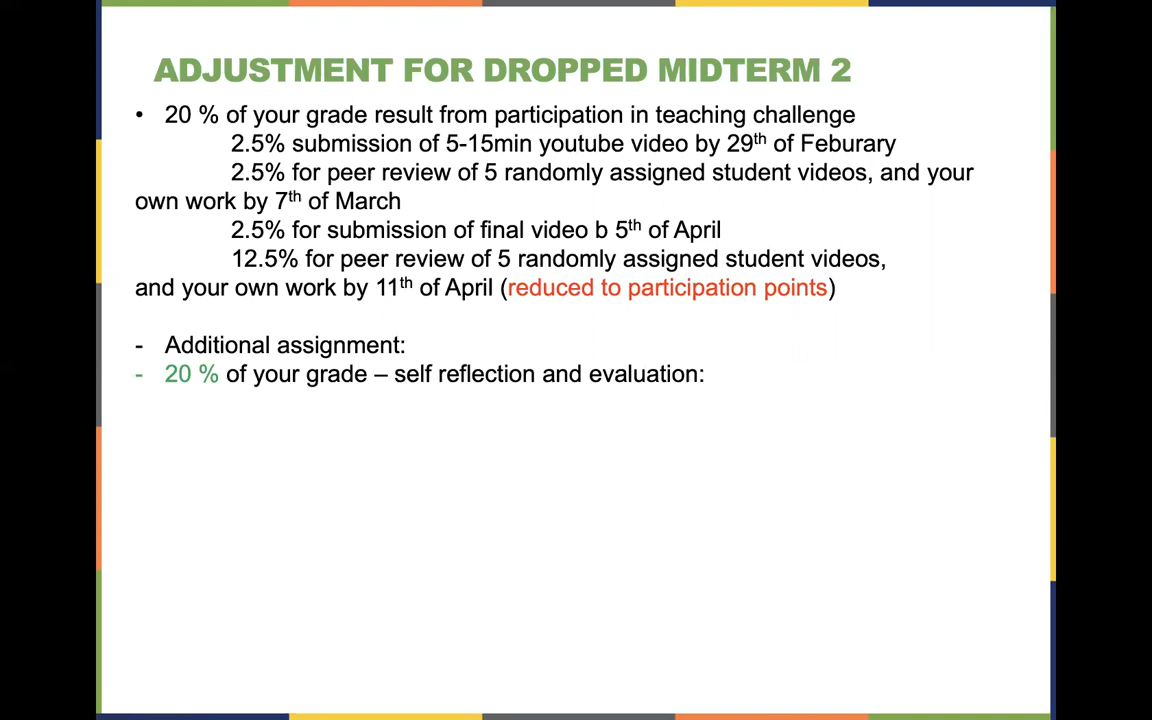 ADJUSTMENT FOR DROPPED MIDTERM 2
• 20 % of your grade result from participation in teaching challenge
2.5% submission of 5-15min youtube video by 29th of Feburary
2.5% for peer review of 5 randomly assigned student videos, and your
own work by 7th of March
2.5% for submission of final video b 5th of April
12.5% for peer review of 5 randomly assigned student videos,
and your own work by 11th of April (reduced to participation points)
- Additional assignment:
- 20 % of your grade – self reflection and evaluation: